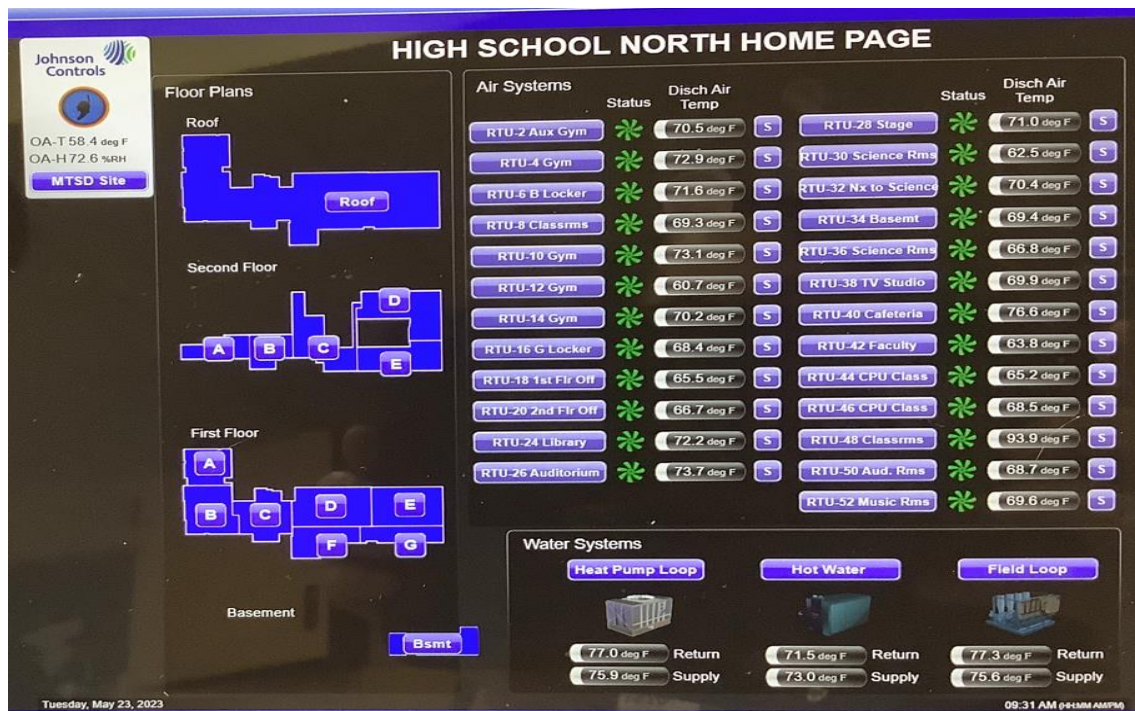 HIGH SCHOOL NORTH HOME PAGE
Johnson
Controls
OA-T 58.4 deg F
OA-H 72.6 %RH
MTSD Site
Floor Plans
Roof
Roof
Second Floor
D
A B C
E
First Floor
A
B C D E
F G
Basement
Bsmt
Air Systems
Status Disch Air
Temp
RTU-2 Aux Gym 70.5 deg F S
RTU-4 Gym 72.9 deg F S
RTU-6 B Locker 71.6 deg F S
RTU-8 Classrms 69.3 deg F S
RTU-10 Gym 73.1 deg F S
RTU-12 Gym 60.7 deg F S
RTU-14 Gym 70.2 deg F S
RTU-16 G Locker 68.4 deg F S
RTU-18 1st Flr Off 65.5 deg F S
RTU-20 2nd Flr Off 66.7 deg F S
RTU-24 Library 72.2 deg F S
RTU-26 Auditorium 73.7 deg F S
Status Disch Air
Temp
RTU-28 Stage 71.0 deg F S
RTU-30 Science Rms 62.5 deg F S
RTU-32 Nx to Science 70.4 deg F S
RTU-34 Basemt 69.4 deg F S
RTU-36 Science Rms 66.8 deg F S
RTU-38 TV Studio 69.9 deg F S
RTU-40 Cafeteria 76.6 deg F S
RTU-42 Faculty 63.8 deg F S
RTU-44 CPU Class 65.2 deg F S
RTU-46 CPU Class 68.5 deg F S
RTU-48 Classrms 93.9 deg F S
RTU-50 Aud. Rms 68.7 deg F S
RTU-52 Music Rms 69.6 deg F S
Water Systems
Heat Pump Loop Hot Water Field Loop
77.0 deg F Return 71.5 deg F Return 77.3 deg F Return
75.9 deg F Supply 73.0 deg F Supply 75.6 deg F Supply
Tuesday, May 23, 2023 09:31 AM (HH:MM AM/PM)